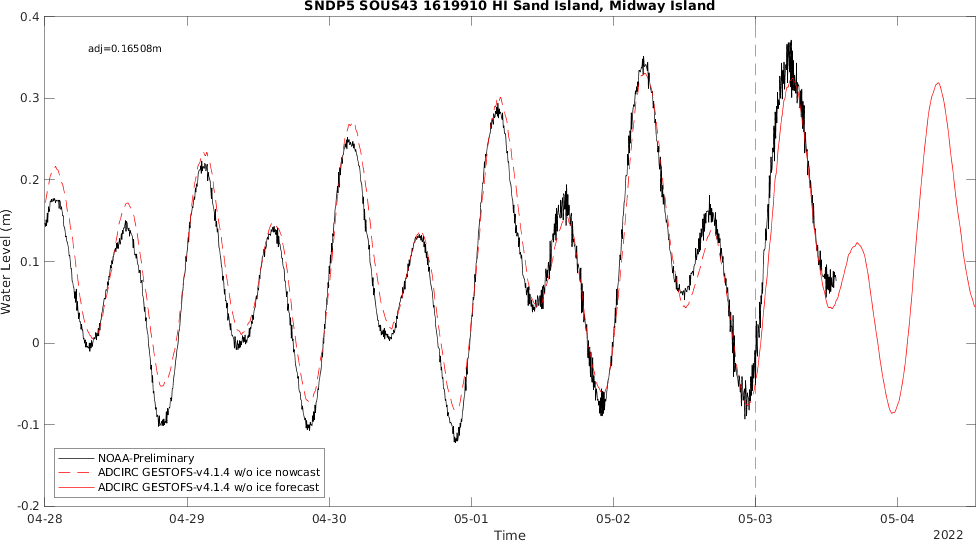 SNDP5 SOUS43 1619910 HI Sand Island, Midway Island
adj=0.16508m
Water Level (m)
0.4
0.3
0.2
0.1
0
-0.1
-0.2
NOAA-Preliminary
ADCIRC GESTOFS-v4.1.4 w/o ice nowcast
ADCIRC GESTOFS-v4.1.4 w/o ice forecast
04-28 04-29 04-30 05-01 05-02 05-03 05-04
Time
2022